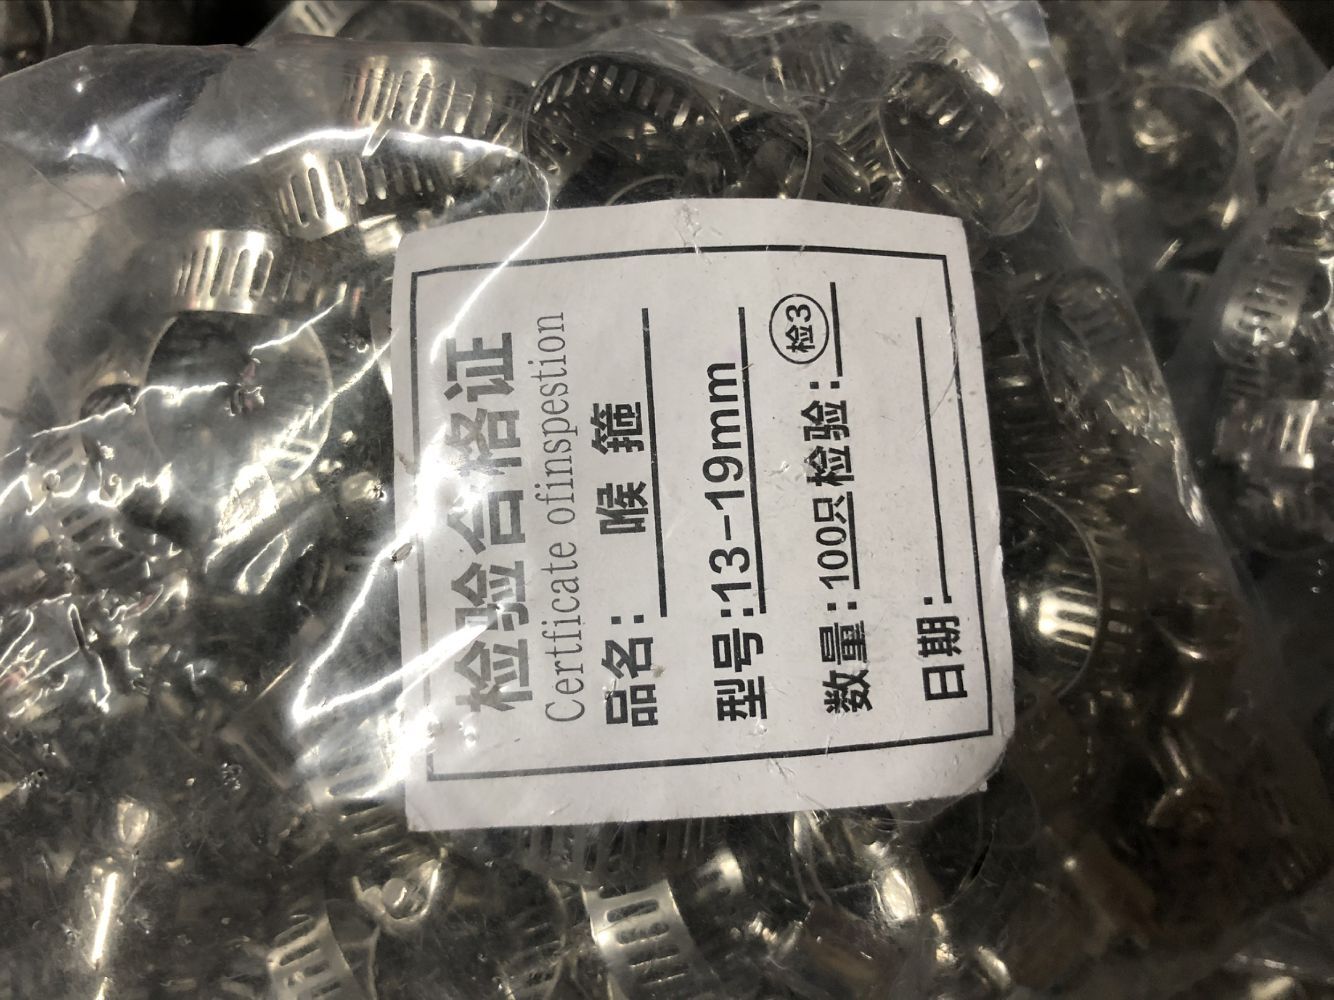 检验合格证
Certficate ofinspestion
品名: 喉 箍
型号:13-19mm
数量:100只检验:检3
日期: